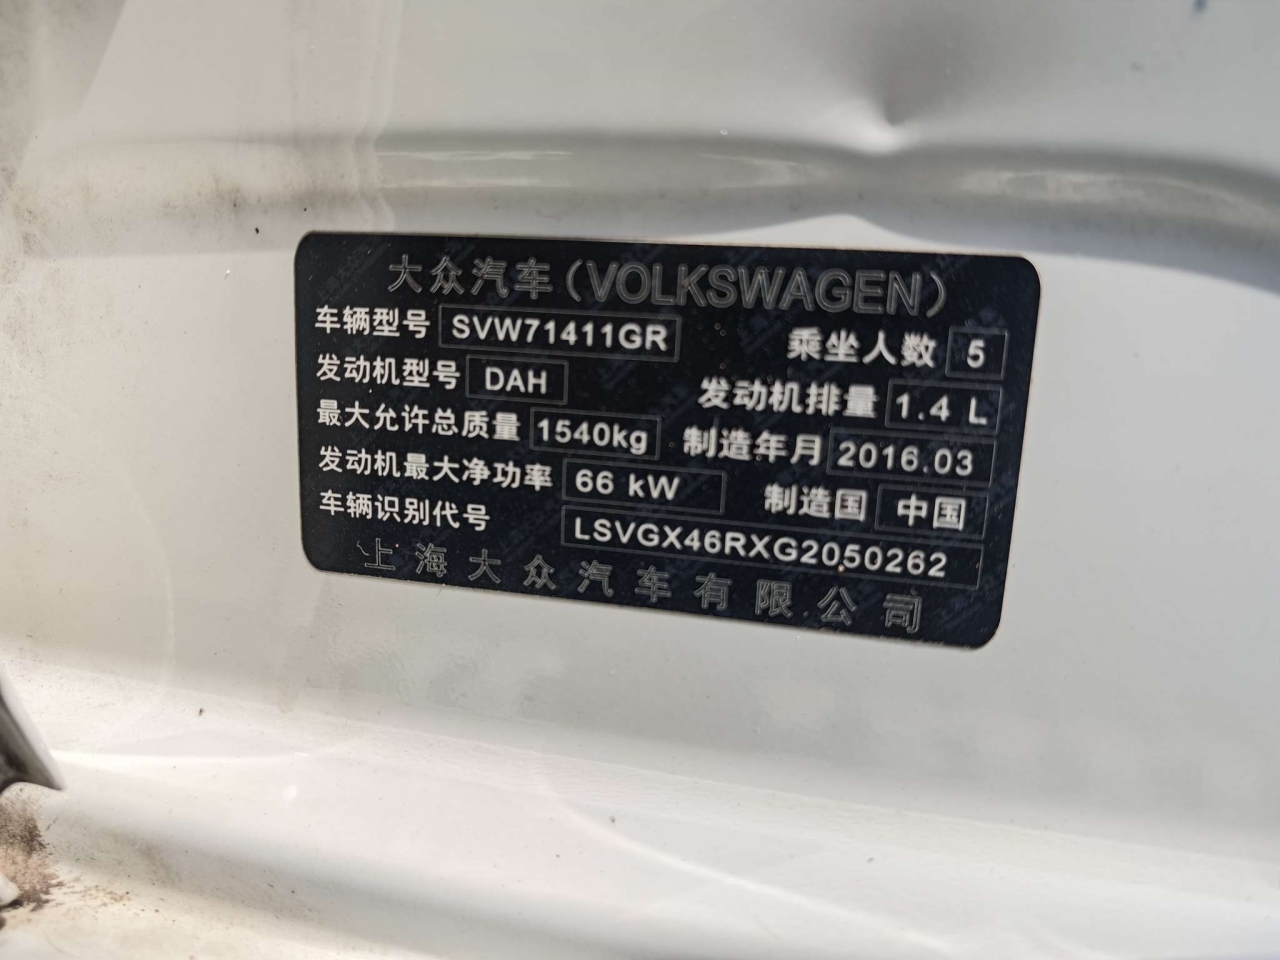 大众汽车(VOLKSWAGEN)
车辆型号 SVW71411GR 乘坐人数 5
发动机型号 DAH 发动机排量 1.4 L
最大允许总质量 1540kg 制造年月 2016.03
发动机最大净功率 66 kW 制造国 中国
车辆识别代号 LSVGX46RXG2050262
上海大众汽车有限公司